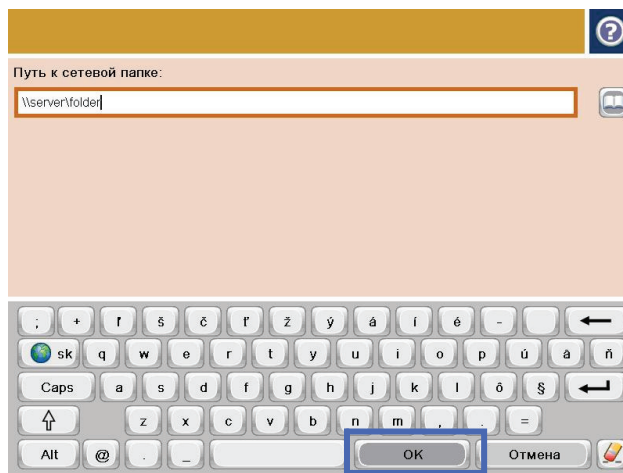 ?
Путь к сетевой папке:
\\server\folder
; + ľ š č ť ž ý á í é -
sk q w e r t y u i o p ú ä ň
Caps a s d f g h j k l ô §
z x c v b n m , . =
Alt @ . _ OK Отмена